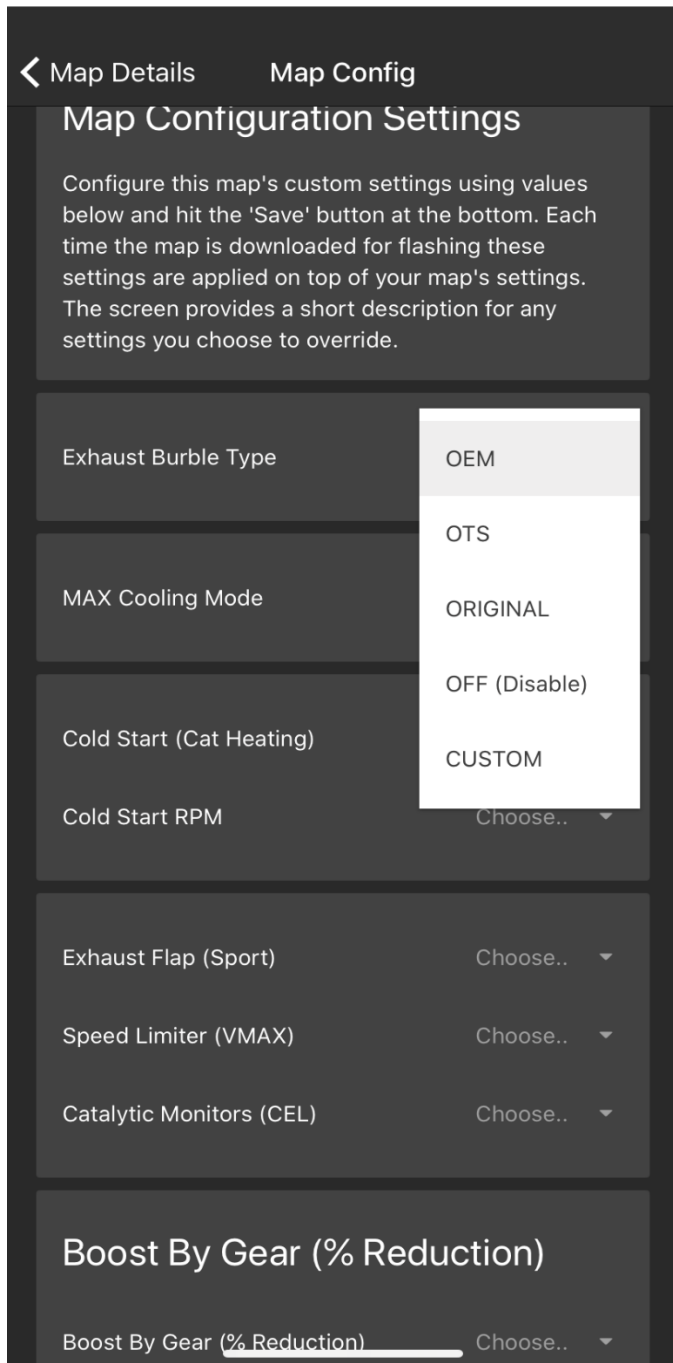 Map Details
Map Config
Map Configuration Settings
Configure this map's custom settings using values
below and hit the 'Save' button at the bottom. Each
time the map is downloaded for flashing these
settings are applied on top of your map's settings.
The screen provides a short description for any
settings you choose to override.
Exhaust Burble Type
OEM
OTS
MAX Cooling Mode
ORIGINAL
OFF (Disable)
Cold Start (Cat Heating)
CUSTOM
Cold Start RPM
Choose..
Exhaust Flap (Sport)
Choose..
Speed Limiter (VMAX)
Choose..
Catalytic Monitors (CEL)
Choose..
Boost By Gear (% Reduction)
Boost By Gear (% Reduction)
Choose..